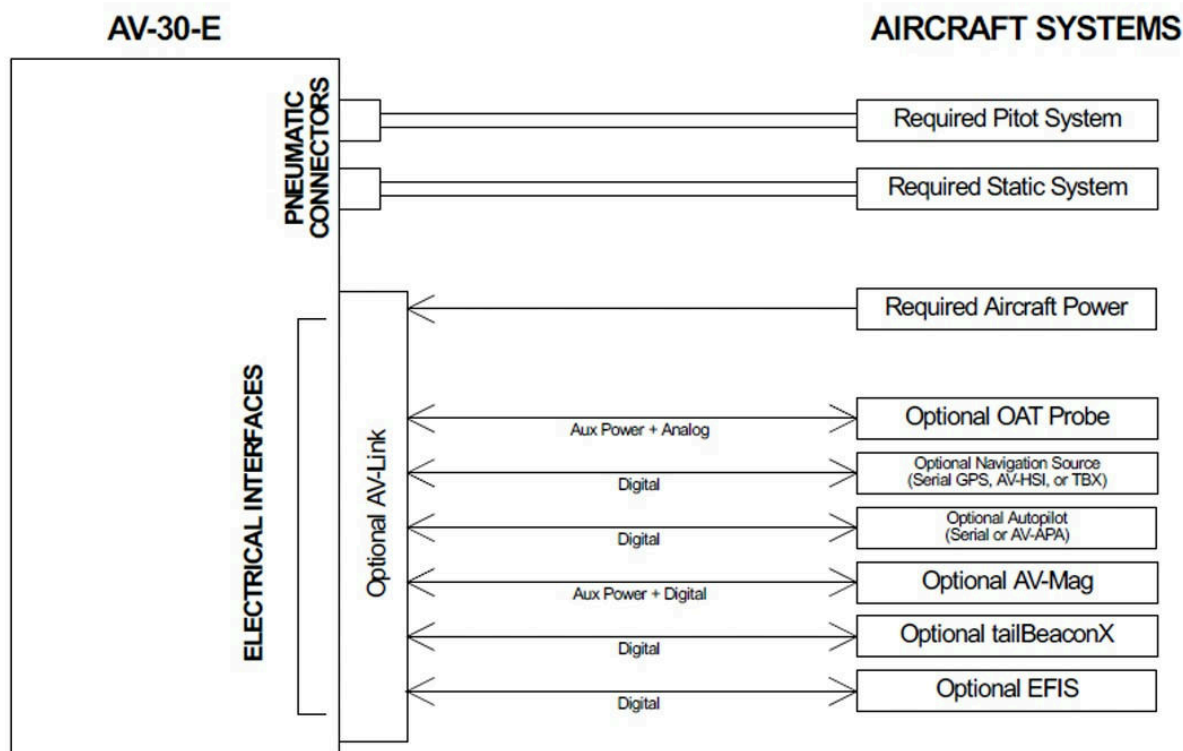 AV-30-E
AIRCRAFT SYSTEMS
PNEUMATIC
CONNECTORS
Required Pitot System
Required Static System
Required Aircraft Power
ELECTRICAL INTERFACES
Optional AV-Link
Aux Power + Analog
Optional OAT Probe
Digital
Optional Navigation Source
(Serial GPS, AV-HSI, or TBX)
Digital
Optional Autopilot
(Serial or AV-APA)
Aux Power + Digital
Optional AV-Mag
Digital
Optional tailBeaconX
Digital
Optional EFIS